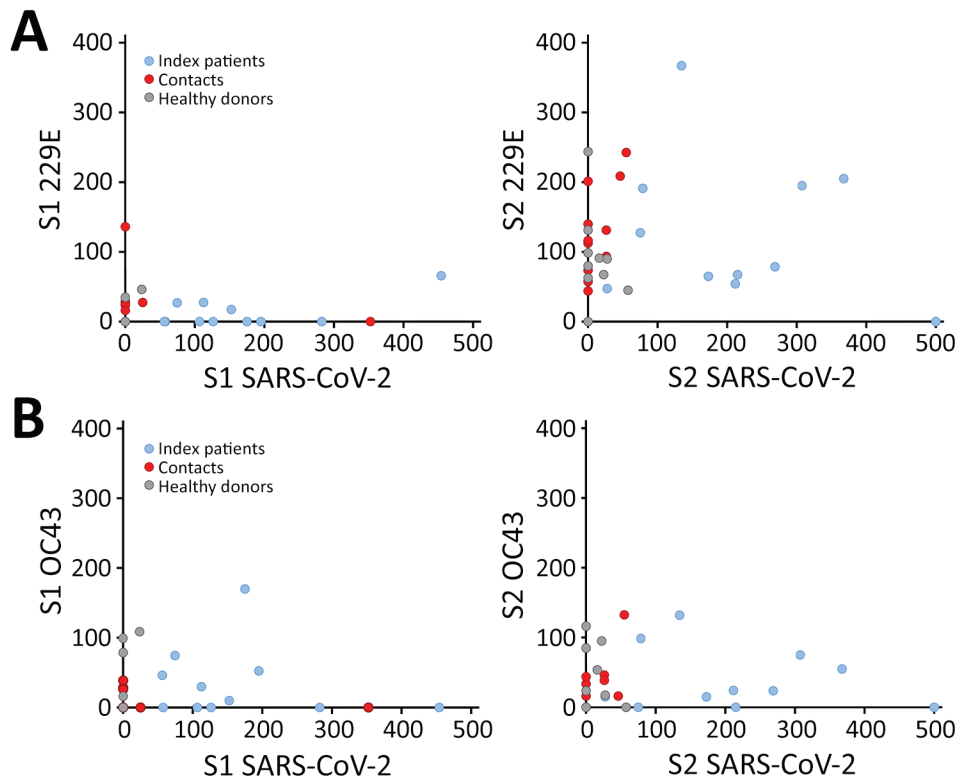 A
400
300
200
100
0
S1 229E
Index patients
Contacts
Healthy donors
0 100 200 300 400 500
S1 SARS-CoV-2
400
300
200
100
0
S2 229E
0 100 200 300 400 500
S2 SARS-CoV-2
B
400
300
200
100
0
S1 OC43
Index patients
Contacts
Healthy donors
0 100 200 300 400 500
S1 SARS-CoV-2
400
300
200
100
0
S2 OC43
0 100 200 300 400 500
S2 SARS-CoV-2